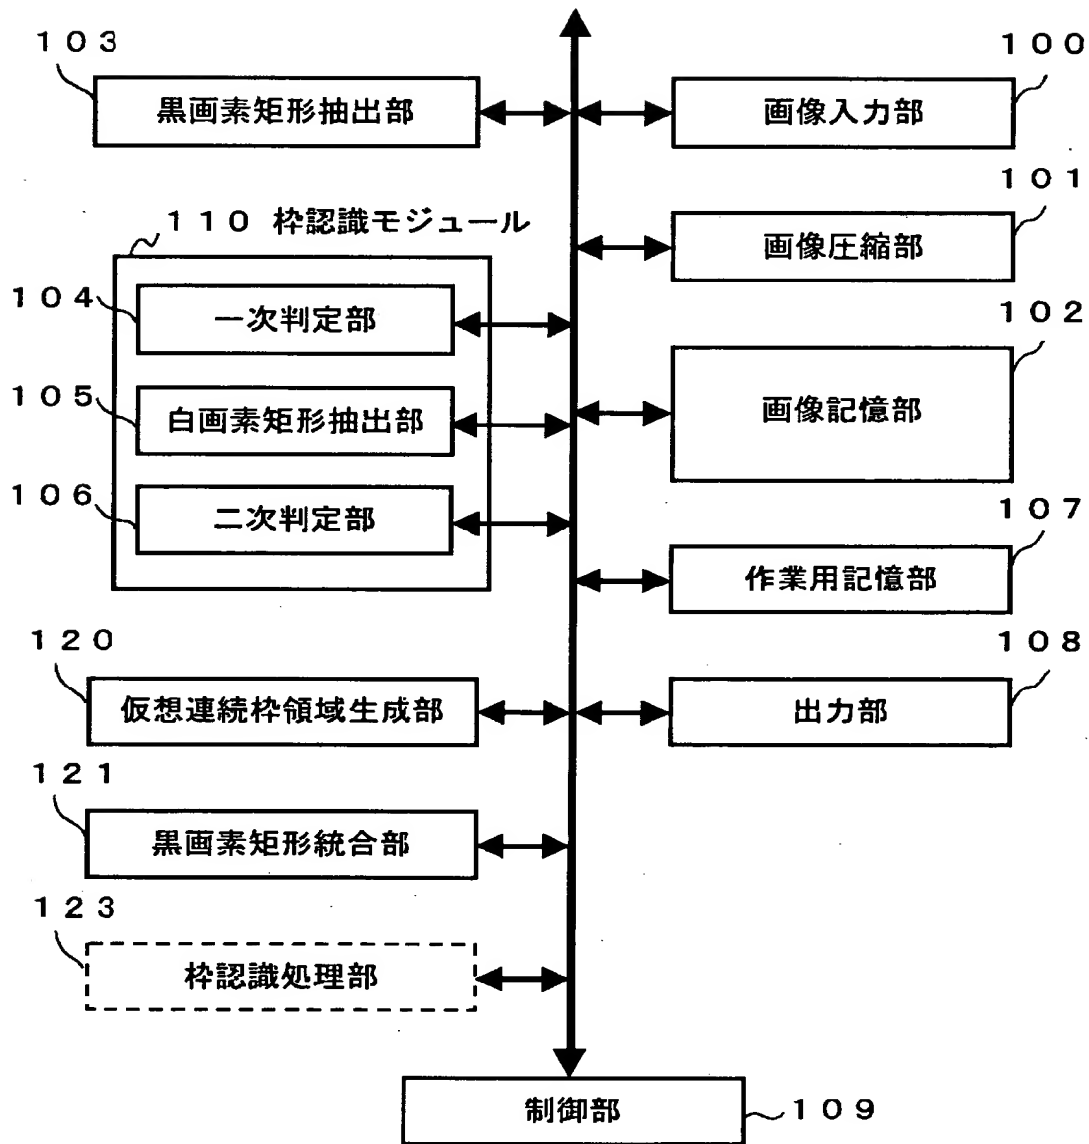 １０３
黒画素矩形抽出部
１００
画像入力部
１０１
画像圧縮部
１１０ 枠認識モジュール
１０４
一次判定部
１０５
白画素矩形抽出部
１０６
二次判定部
１０２
画像記憶部
１０７
作業用記憶部
１２０
仮想連続枠領域生成部
１０８
出力部
１２１
黒画素矩形統合部
１２３
枠認識処理部
制御部
１０９